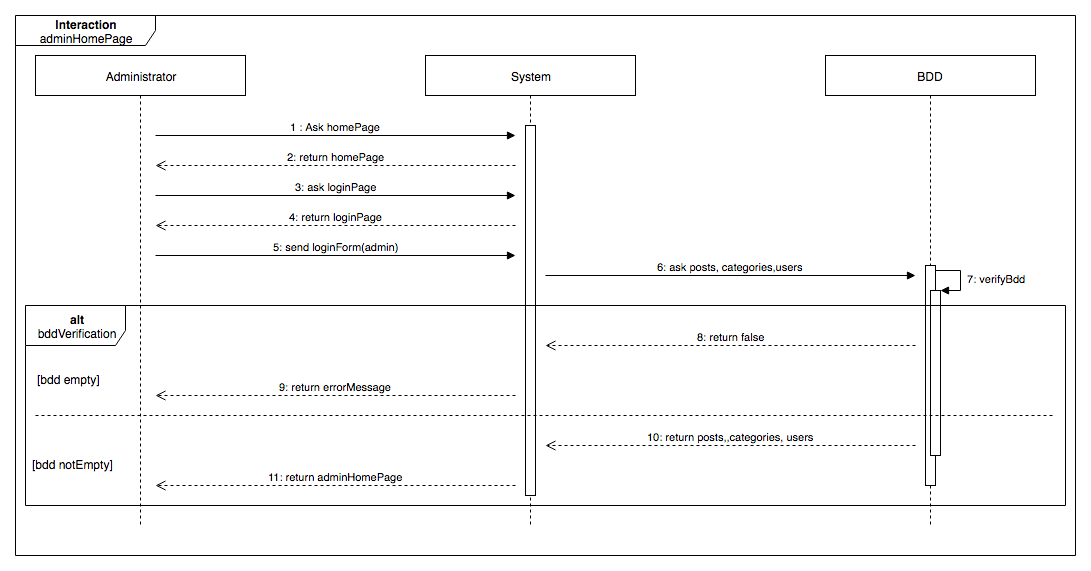 Interaction
adminHomePage
Administrator
System
BDD
1 : Ask homePage
2: return homePage
3: ask loginPage
4: return loginPage
5: send loginForm(admin)
6: ask posts, categories,users
7: verifyBdd
alt
bddVerification
8: return false
[bdd empty]
9: return errorMessage
10: return posts,,categories, users
[bdd notEmpty]
11: return adminHomePage